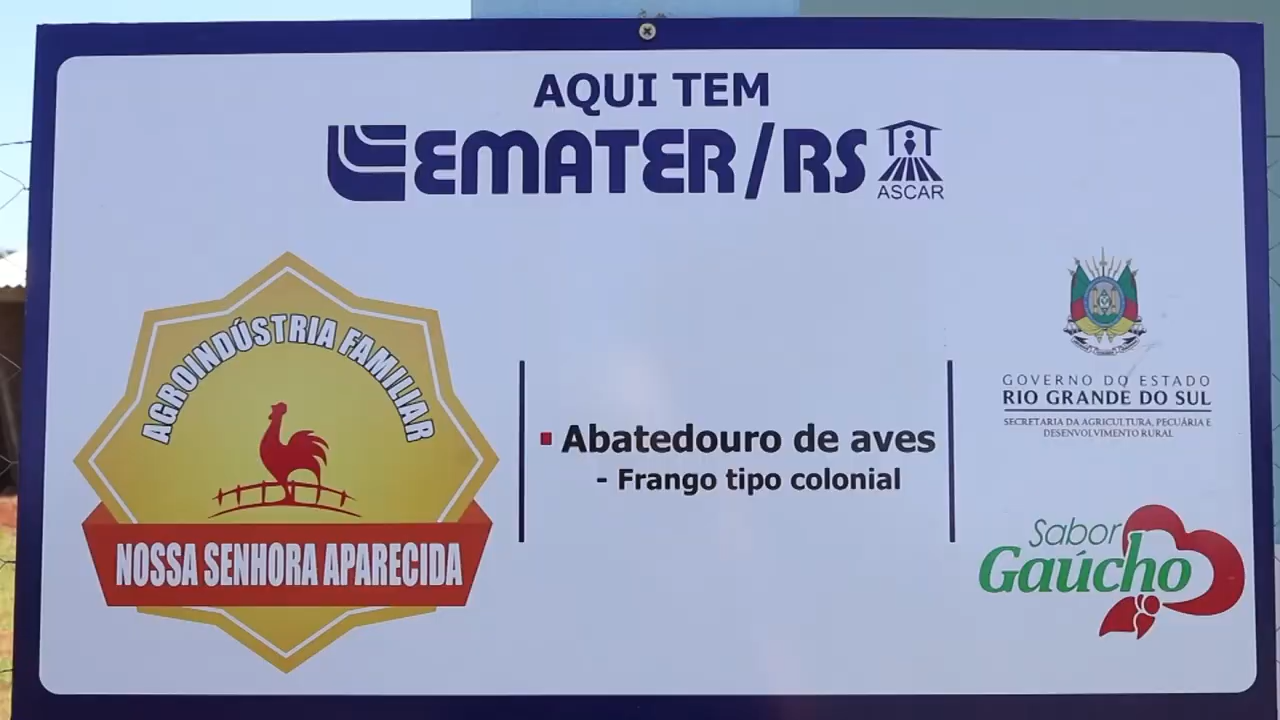 AQUI TEM
EMATER/RS
ASCAR
AGROINDÚSTRIA FAMILIAR
NOSSA SENHORA APARECIDA
▪ Abatedouro de aves
- Frango tipo colonial
GOVERNO DO ESTADO
RIO GRANDE DO SUL
SECRETARIA DA AGRICULTURA, PECUÁRIA E
DESENVOLVIMENTO RURAL
Sabor
Gaúcho